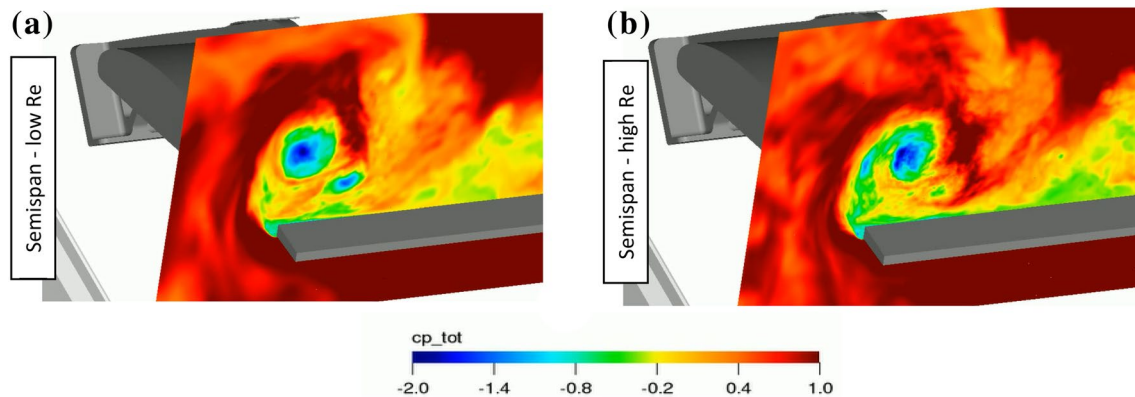 (a)
Semispan - low Re
(b)
Semispan - high Re
cp_tot
-2.0 -1.4 -0.8 -0.2 0.4 1.0